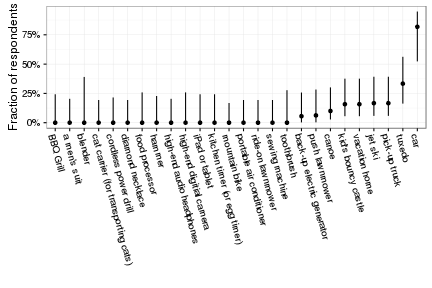 Fraction of respondents
75%
50%
25%
0%
BBQ Grill
a men's suit
blender
cat carrier (for transporting cats)
cordless power drill
diamond necklace
food processor
hammer
high-end audio headphones
high-end digital camera
iPad or tablet
kitchen timer (or egg timer)
mountain bike
portable air conditioner
ride-on lawnmower
sewing machine
toothbrush
back-up electric generator
push lawnmower
canoe
kid's bouncy castle
vacation home
jet ski
pick-up truck
tuxedo
car